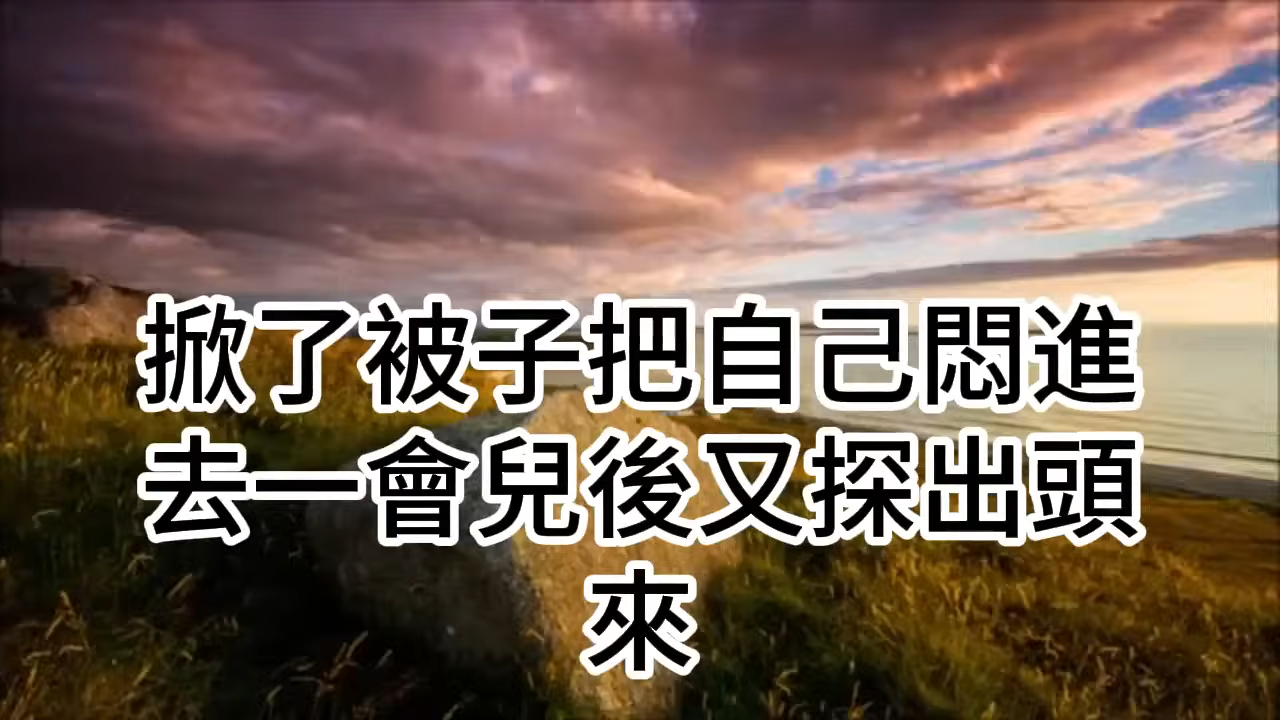 掀了被子把自己悶進
去一會兒後又探出頭
來